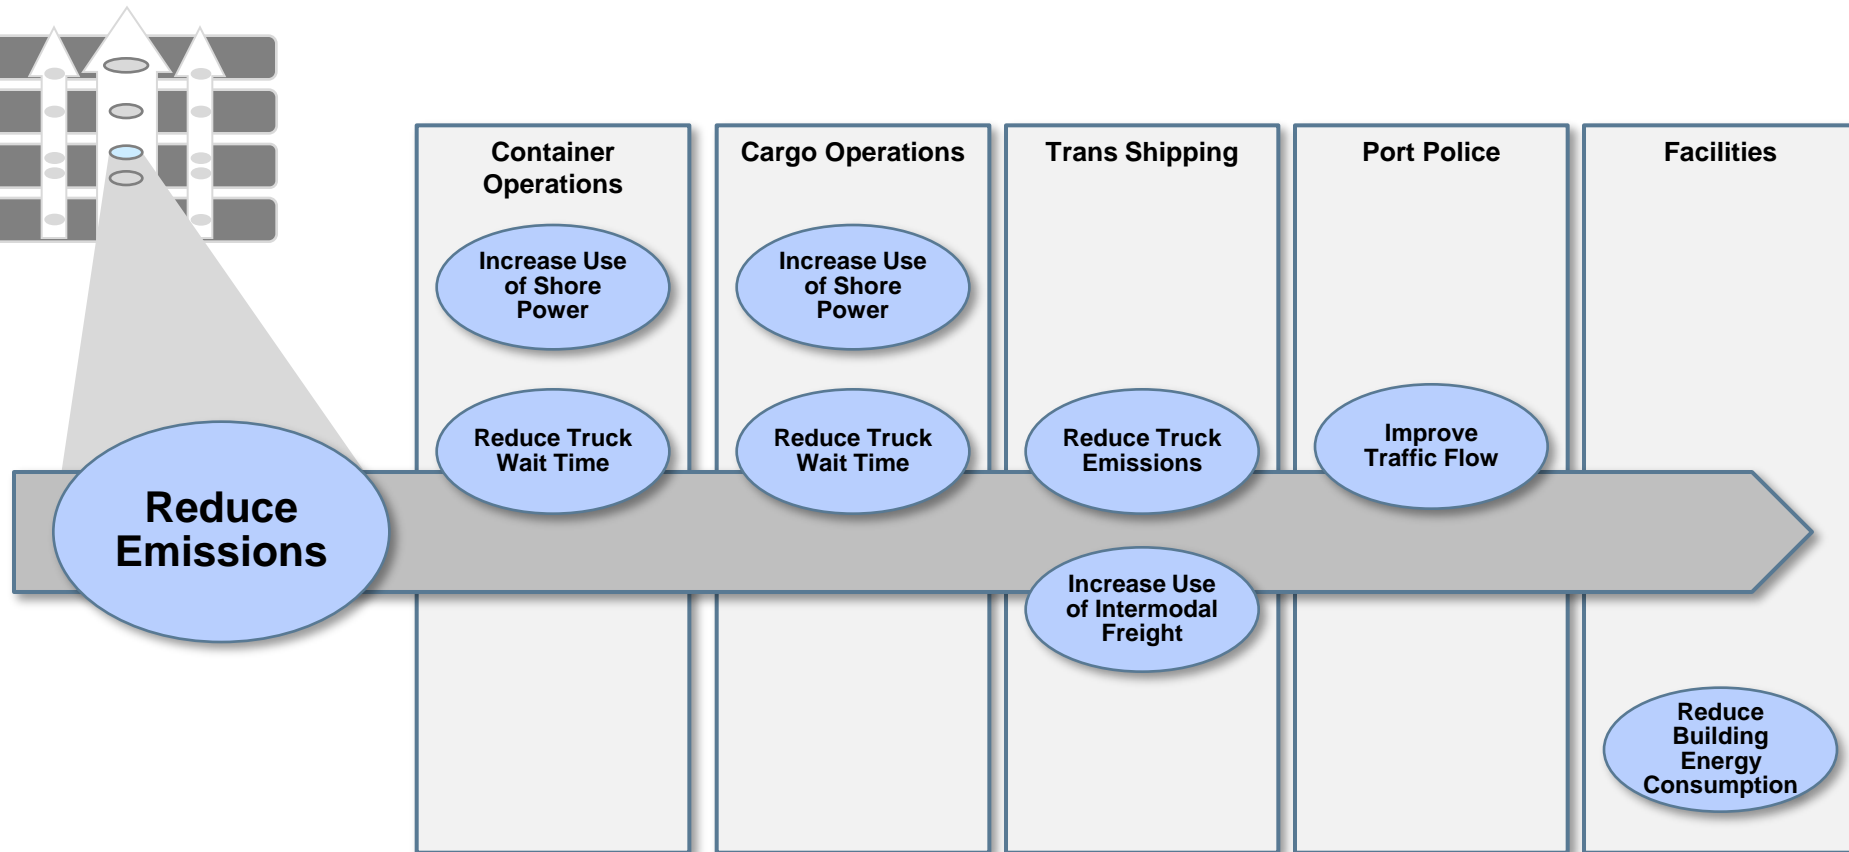 Container
Operations
Cargo Operations
Trans Shipping
Port Police
Facilities
Increase Use
of Shore
Power
Increase Use
of Shore
Power
Reduce Truck
Wait Time
Reduce Truck
Wait Time
Reduce Truck
Emissions
Improve
Traffic Flow
Reduce
Emissions
Increase Use
of Intermodal
Freight
Reduce
Building
Energy
Consumption